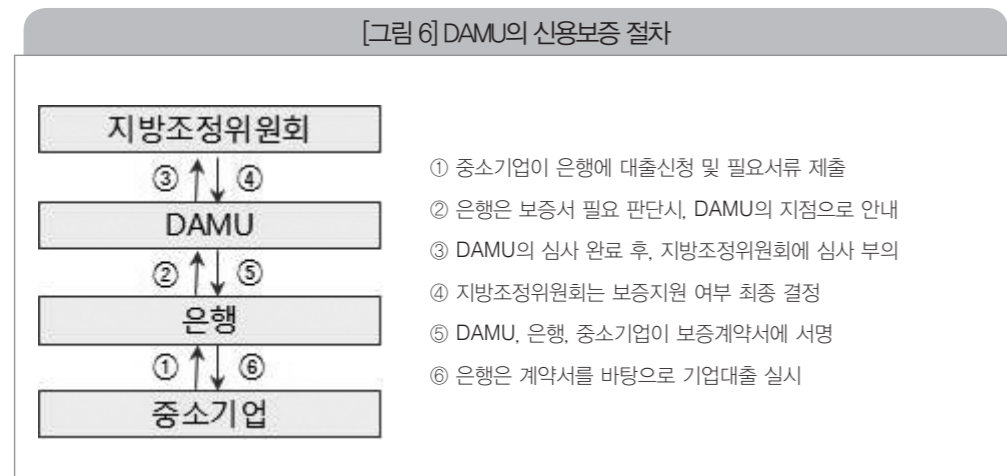 [그림 6] DAMU의 신용보증 절차
지방조정위원회
③ ④
DAMU
② ⑤
은행
① ⑥
중소기업
① 중소기업이 은행에 대출신청 및 필요서류 제출
② 은행은 보증서 필요 판단시, DAMU의 지점으로 안내
③ DAMU의 심사 완료 후, 지방조정위원회에 심사 부의
④ 지방조정위원회는 보증지원 여부 최종 결정
⑤ DAMU, 은행, 중소기업이 보증계약서에 서명
⑥ 은행은 계약서를 바탕으로 기업대출 실시